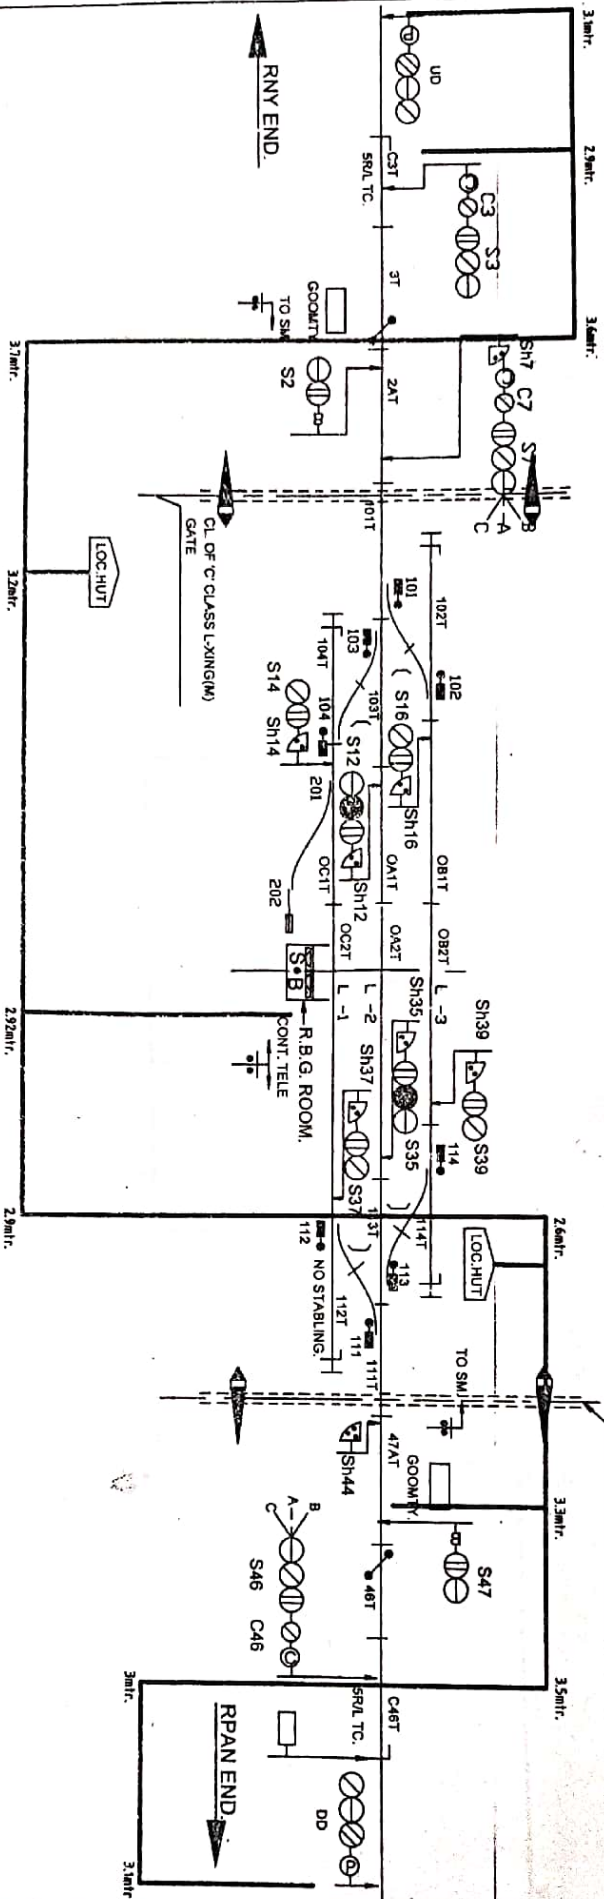 3.1mtr.
2.9mtr.
3.6mtr.
UD
D
C3T
5R/L TC.
C3
S3
3T
RNY END.
GOOMTY
TO SM
3.7mtr.
S2
2AT
Sh7
C7
S7
B
A
C
101T
CL OF 'C' CLASS L-XING(M)
GATE
LOC.HUT
3.2mtr.
102T
101
102
103
104T
103T
104
S14
Sh14
S16
Sh16
S12
Sh12
201
202
OC1T
OA1T
OB1T
OC2T
OA2T
OB2T
S B
R.B.G. ROOM.
L -1
L -2
L -3
CONT. TELE
2.92mtr.
Sh35
S35
Sh39
S39
Sh37
S37
114
114T
113
112
NO STABLING.
112T
111
111T
2.9mtr.
2.6mtr.
LOC.HUT
TO SM
Sh44
47AT
GOOMTY.
3.3mtr.
S47
A
B
C
S46
C46
C
46T
3.5mtr.
3mtr.
5R/L TC.
C46T
RPAN END.
DD
D
3.1mtr